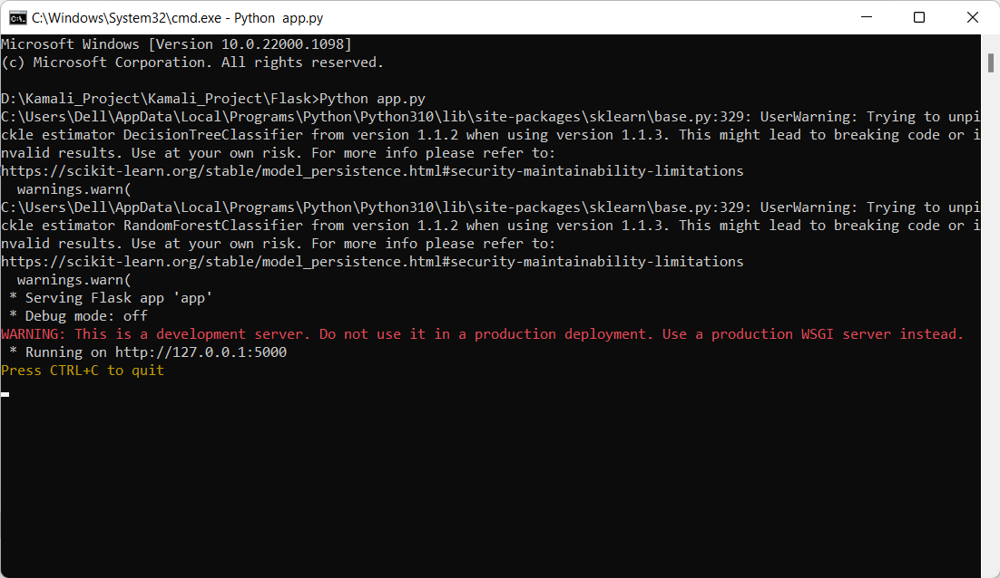 C:\Windows\System32\cmd.exe - Python  app.py
Microsoft Windows [Version 10.0.22000.1098]
(c) Microsoft Corporation. All rights reserved.
D:\Kamali_Project\Kamali_Project\Flask>Python app.py
C:\Users\Dell\AppData\Local\Programs\Python\Python310\lib\site-packages\sklearn\base.py:329: UserWarning: Trying to unpi
ckle estimator DecisionTreeClassifier from version 1.1.2 when using version 1.1.3. This might lead to breaking code or i
nvalid results. Use at your own risk. For more info please refer to:
https://scikit-learn.org/stable/model_persistence.html#security-maintainability-limitations
  warnings.warn(
C:\Users\Dell\AppData\Local\Programs\Python\Python310\lib\site-packages\sklearn\base.py:329: UserWarning: Trying to unpi
ckle estimator RandomForestClassifier from version 1.1.2 when using version 1.1.3. This might lead to breaking code or i
nvalid results. Use at your own risk. For more info please refer to:
https://scikit-learn.org/stable/model_persistence.html#security-maintainability-limitations
  warnings.warn(
 * Serving Flask app 'app'
 * Debug mode: off
WARNING: This is a development server. Do not use it in a production deployment. Use a production WSGI server instead.
 * Running on http://127.0.0.1:5000
Press CTRL+C to quit